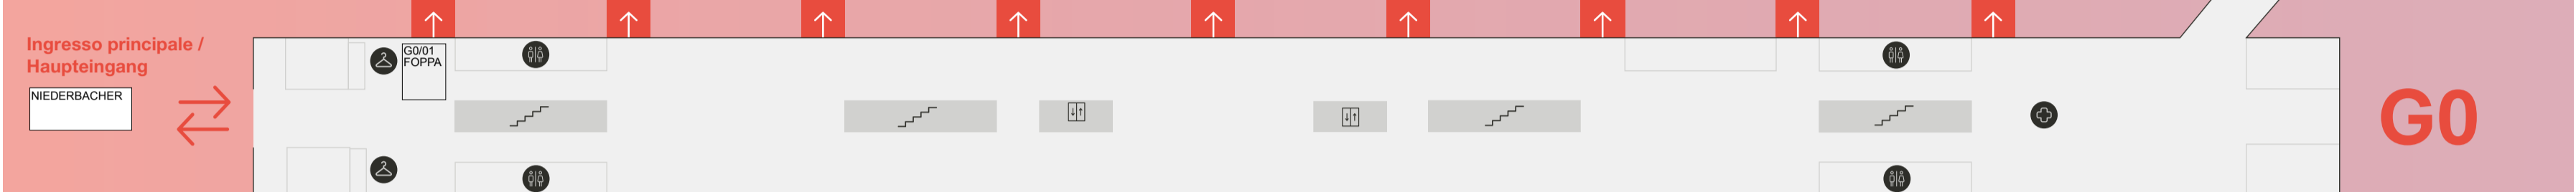 Ingresso principale /
Haupteingang
NIEDERBACHER
G0/01
FOPPA
G0